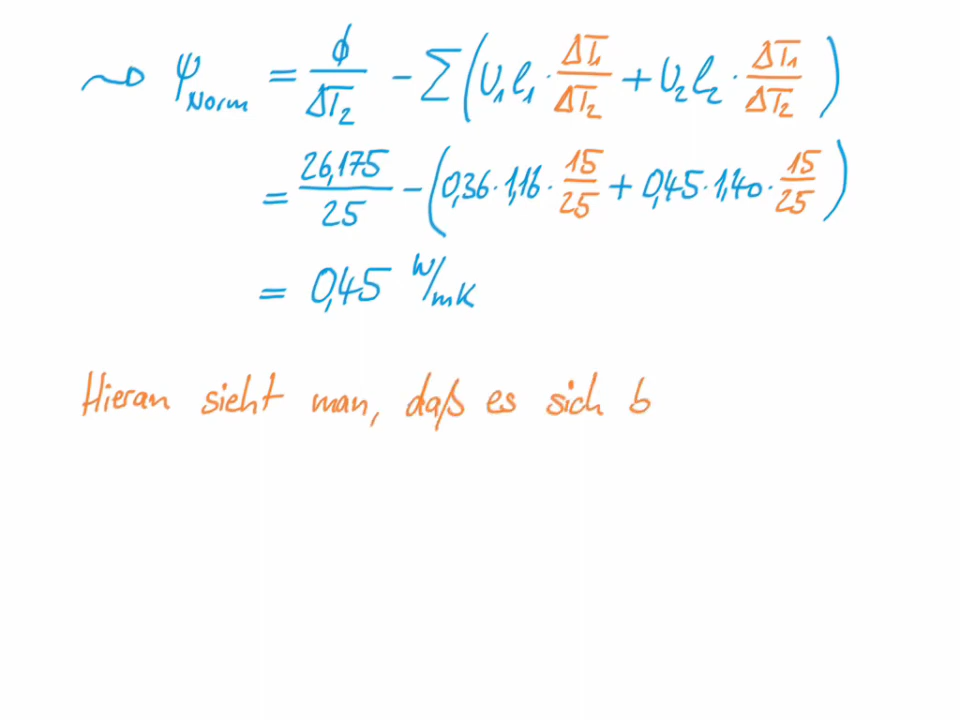 ~> ψ_Norm = ϕ/ΔT₂ − Σ(U₁l₁ · ΔT₁/ΔT₂ + U₂l₂ · ΔT₁/ΔT₂)
= 26,175/25 − (0,36 · 1,16 · 15/25 + 0,45 · 1,40 · 15/25)
= 0,45 W/mK
Hieran sieht man, daß es sich b